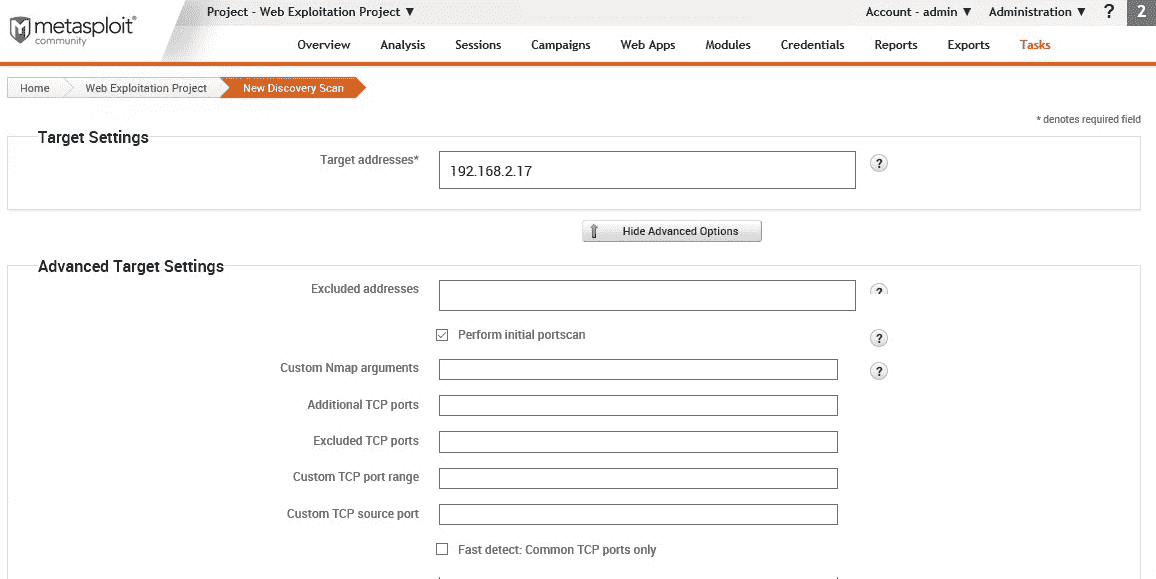 metasploit®
community
Project - Web Exploitation Project ▼
Account - admin ▼ Administration ▼ ? 2
Overview Analysis Sessions Campaigns Web Apps Modules Credentials Reports Exports Tasks
Home Web Exploitation Project New Discovery Scan
* denotes required field
Target Settings
Target addresses* 192.168.2.17 ?
Hide Advanced Options
Advanced Target Settings
Excluded addresses ?
Perform initial portscan ?
Custom Nmap arguments ?
Additional TCP ports
Excluded TCP ports
Custom TCP port range
Custom TCP source port
Fast detect: Common TCP ports only